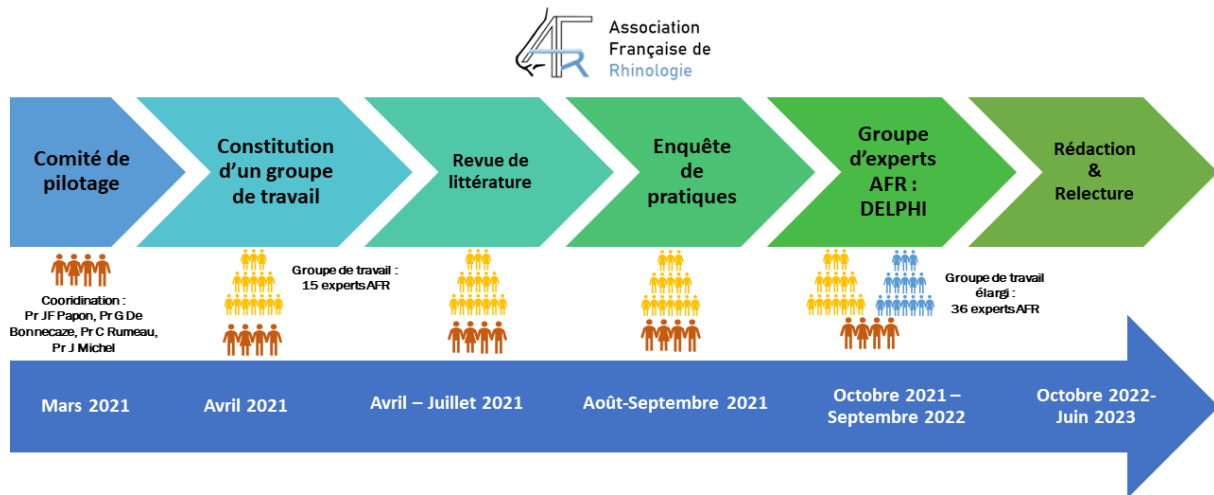 Association
Française de
Rhinologie
Comité de
pilotage
Constitution
d'un groupe
de travail
Revue de
littérature
Enquête
de
pratiques
Groupe
d'experts
AFR :
DELPHI
Rédaction
&
Relecture
Cooridination :
Pr JF Papon, Pr G De
Bonnecaze, Pr C Rumeau,
Pr J Michel
Groupe de travail :
15 experts AFR
Groupe de travail
élargi :
36 experts AFR
Mars 2021
Avril 2021
Avril – Juillet 2021
Août-Septembre 2021
Octobre 2021 –
Septembre 2022
Octobre 2022-
Juin 2023